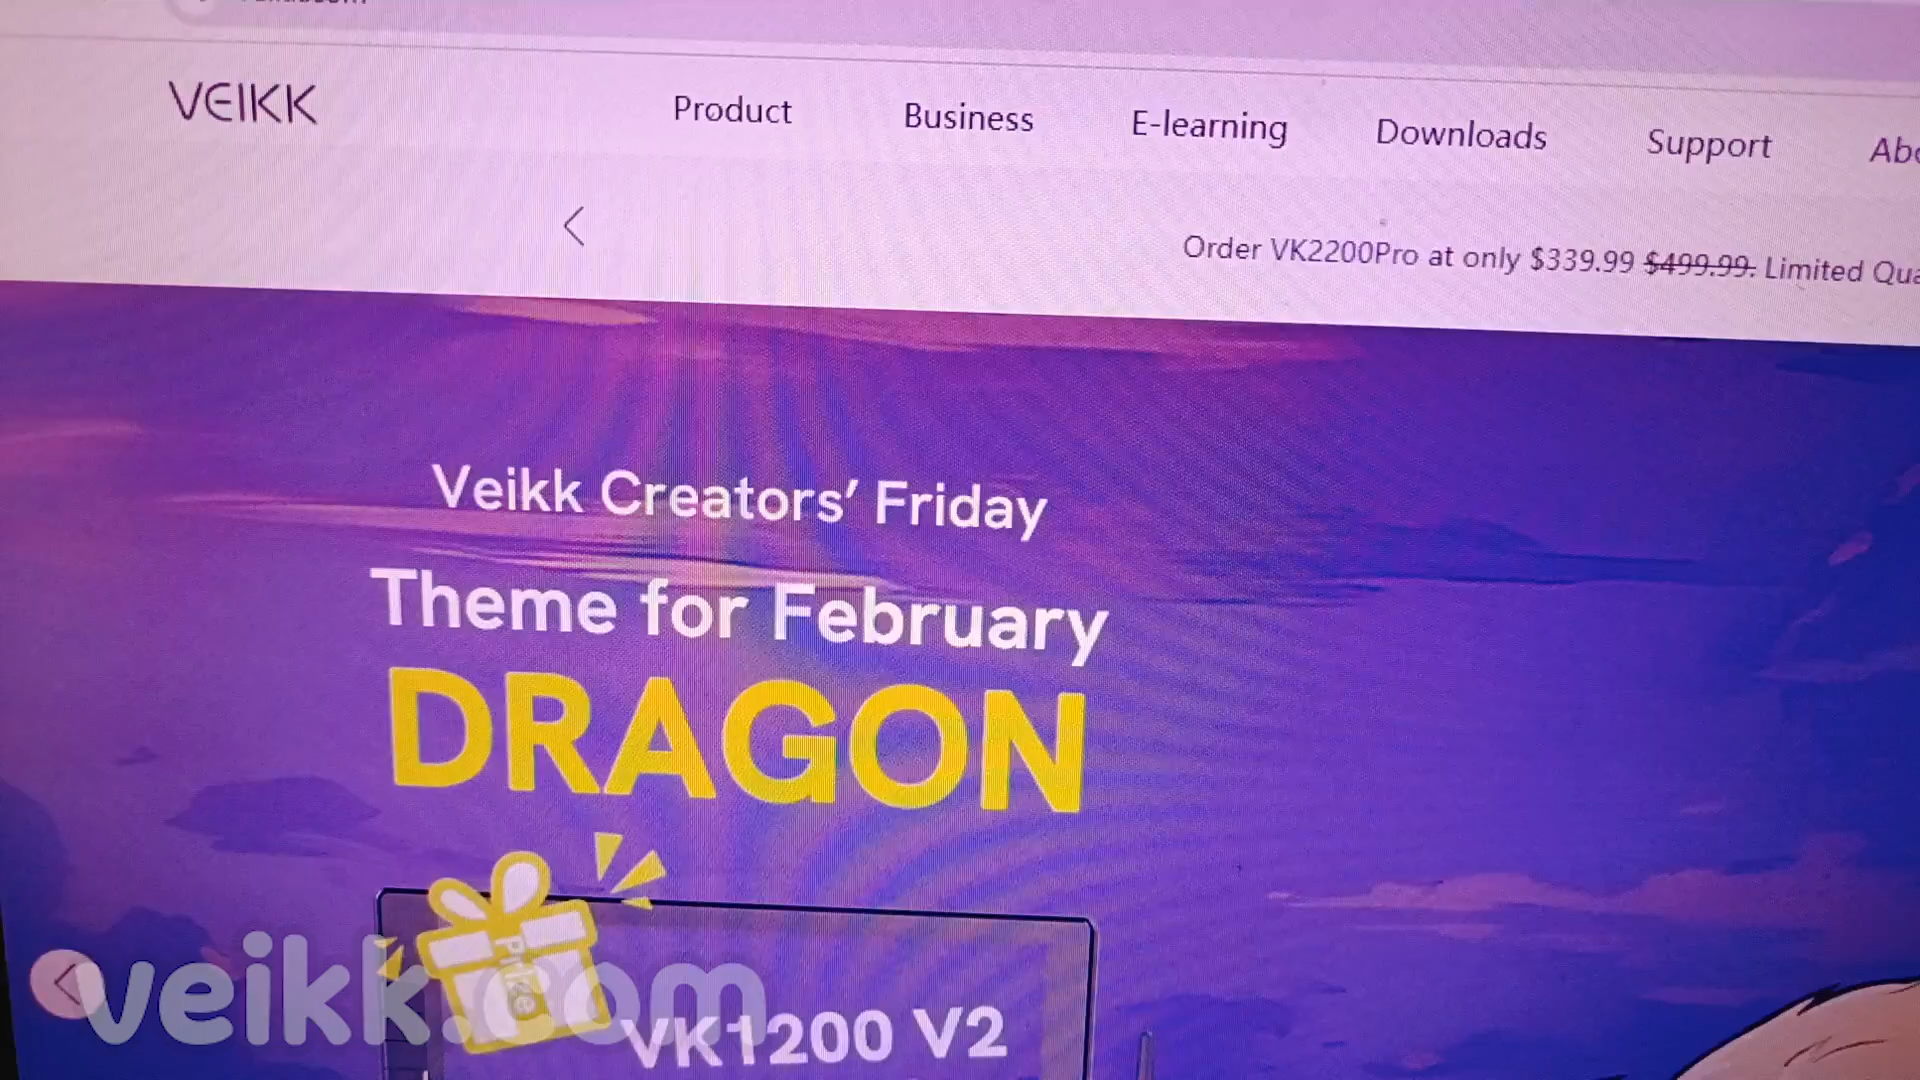 VEIKK
Product Business E-learning Downloads Support
Order VK2200Pro at only $339.99 $499.99. Limited
Veikk Creators’ Friday
Theme for February
DRAGON
Prize
veikk.com
VK1200 V2